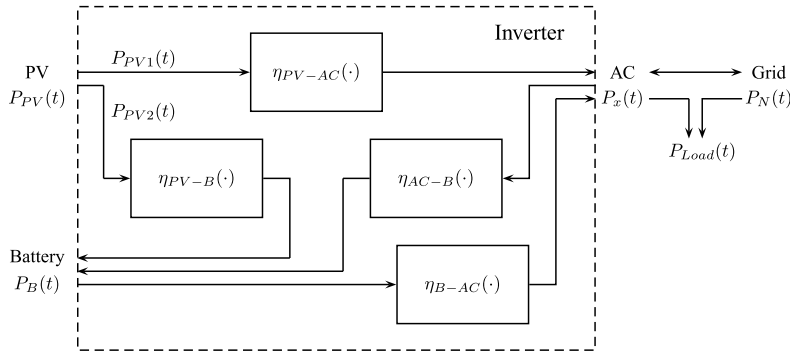 Inverter
PV
P_{PV}(t)
P_{PV1}(t)
P_{PV2}(t)
η_{PV−AC}(·)
AC
P_x(t)
Grid
P_N(t)
P_{Load}(t)
η_{PV−B}(·)
η_{AC−B}(·)
Battery
P_B(t)
η_{B−AC}(·)